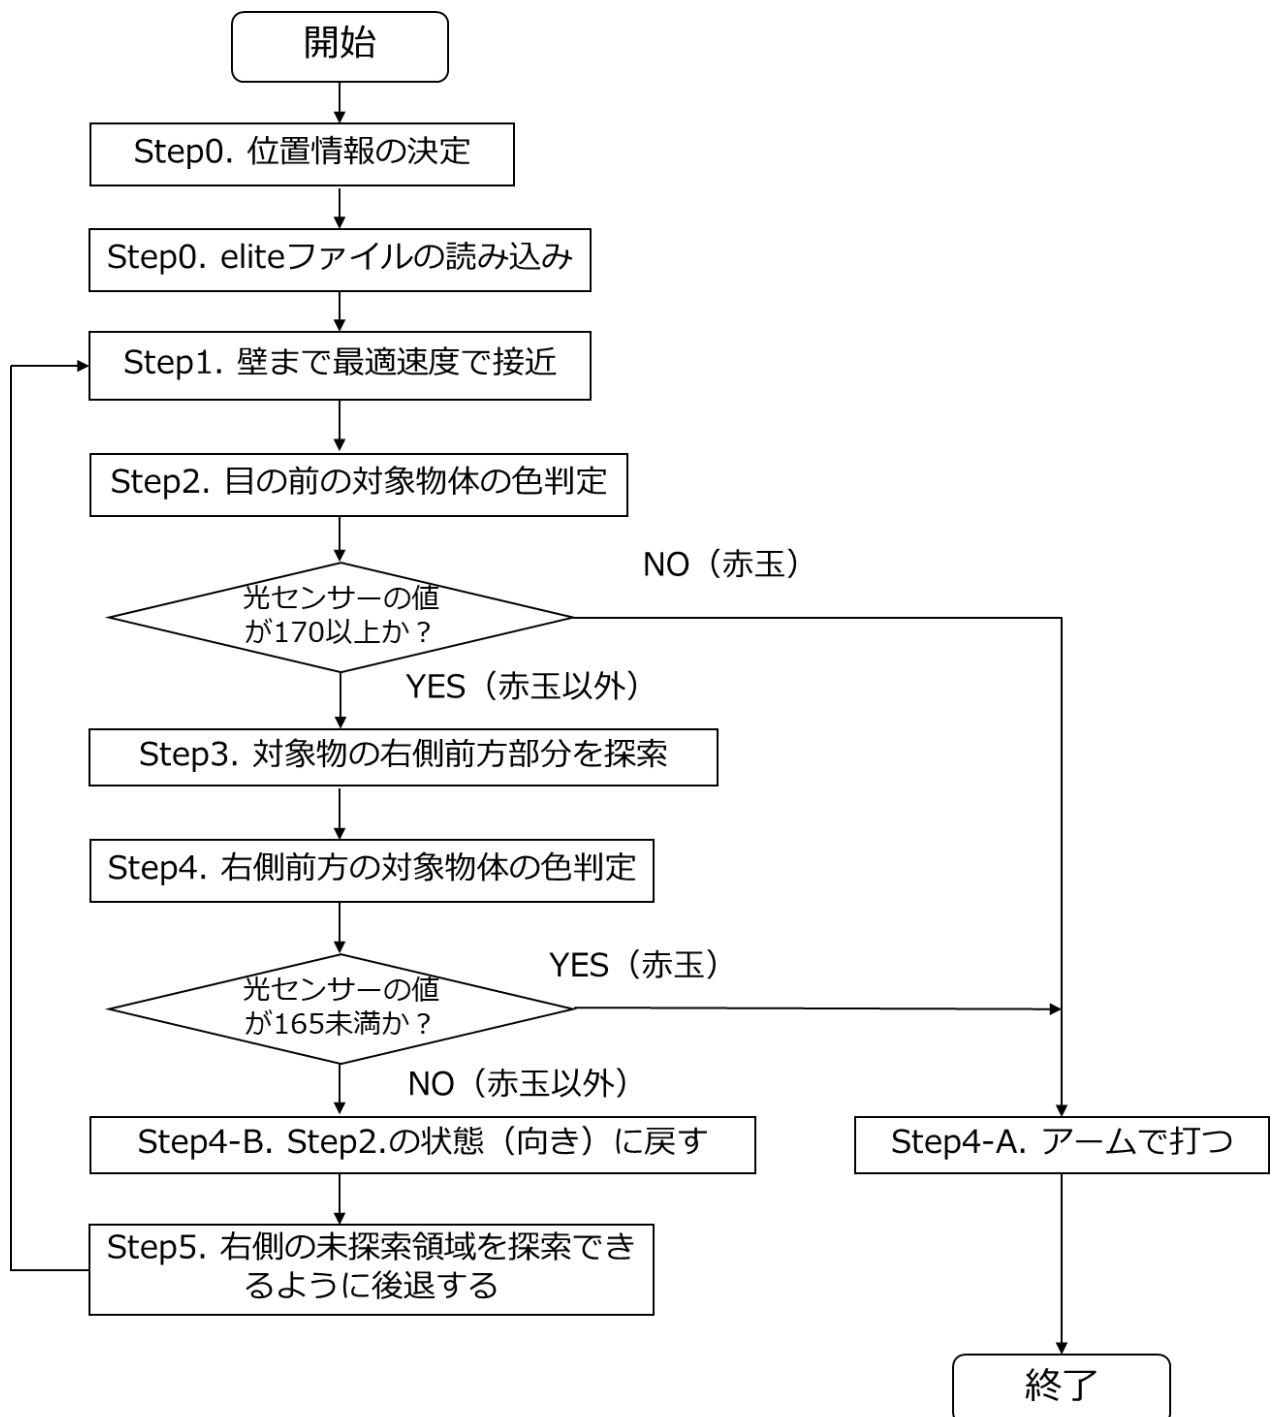 開始
Step0. 位置情報の決定
Step0. eliteファイルの読み込み
Step1. 壁まで最適速度で接近
Step2. 目の前の対象物体の色判定
NO（赤玉）
光センサーの値
が170以上か？
YES（赤玉以外）
Step3. 対象物の右側前方部分を探索
Step4. 右側前方の対象物体の色判定
YES（赤玉）
光センサーの値
が165未満か？
NO（赤玉以外）
Step4-B. Step2.の状態（向き）に戻す
Step4-A. アームで打つ
Step5. 右側の未探索領域を探索でき
るように後退する
終了